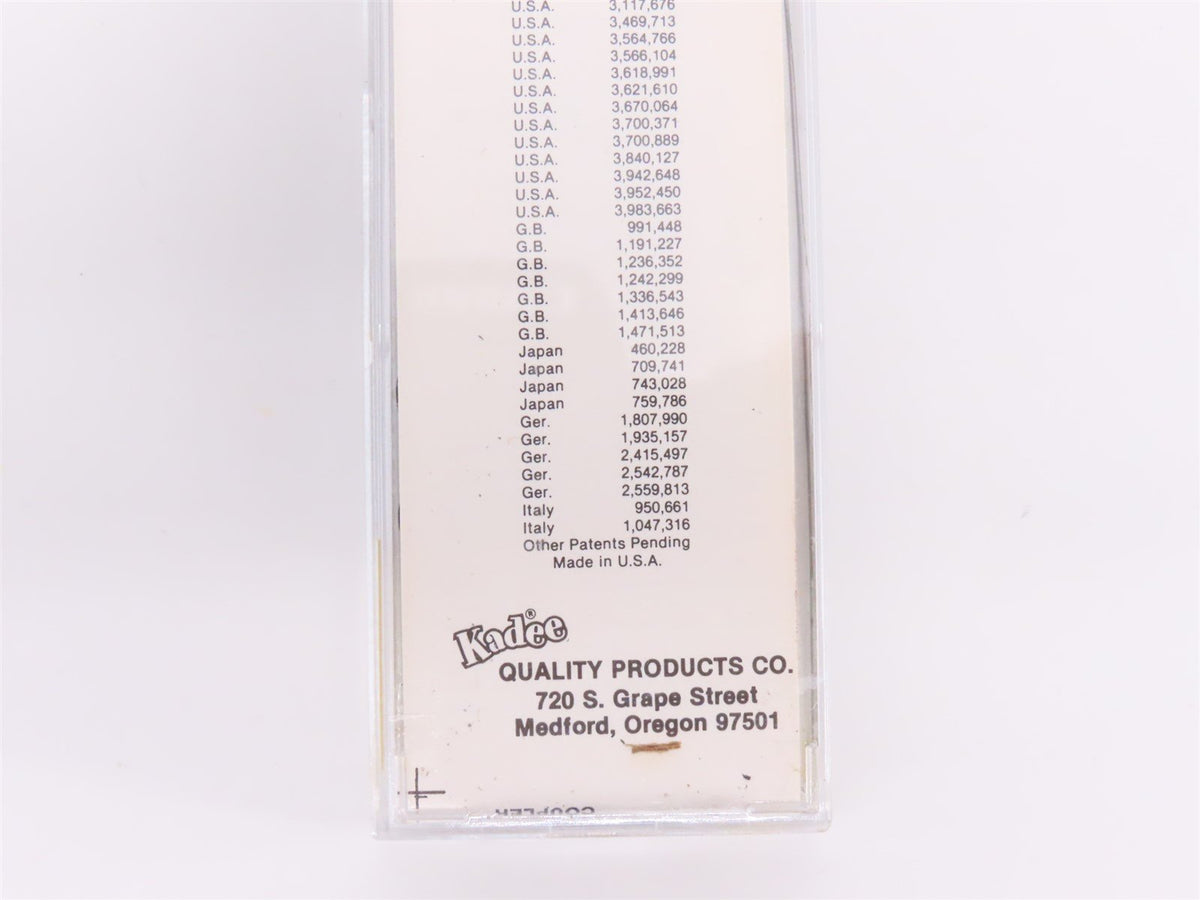 U.S.A. 3,117,676
U.S.A. 3,469,713
U.S.A. 3,564,766
U.S.A. 3,566,104
U.S.A. 3,618,991
U.S.A. 3,621,610
U.S.A. 3,670,064
U.S.A. 3,700,371
U.S.A. 3,700,889
U.S.A. 3,840,127
U.S.A. 3,942,648
U.S.A. 3,952,450
U.S.A. 3,983,663
G.B. 991,448
G.B. 1,191,227
G.B. 1,236,352
G.B. 1,242,299
G.B. 1,336,543
G.B. 1,413,646
G.B. 1,471,513
Japan 460,228
Japan 709,741
Japan 743,028
Japan 759,786
Ger. 1,807,990
Ger. 1,935,157
Ger. 2,415,497
Ger. 2,542,787
Ger. 2,559,813
Italy 950,661
Italy 1,047,316
Other Patents Pending
Made in U.S.A.
Kadee®
QUALITY PRODUCTS CO.
720 S. Grape Street
Medford, Oregon 97501
COUPLER